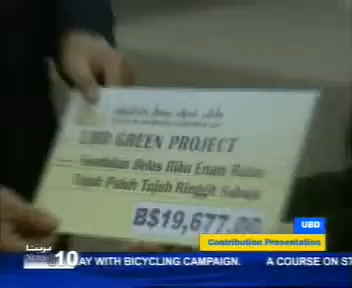 UBD GREEN PROJECT
Sembilan Belas Ribu Enam Ratus
Tujuh Puluh Tujuh Ringgit Sahaja
B$19,677.00
UBD
Contribution Presentation
10
AY WITH BICYCLING CAMPAIGN. A COURSE ON ST